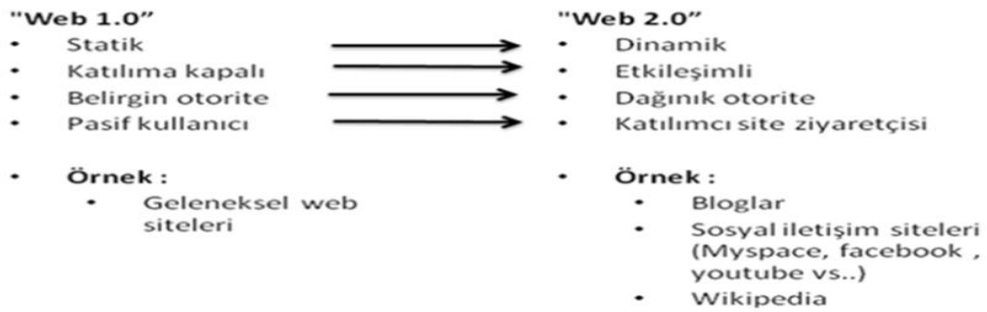 "Web 1.0”
• Statik
• Katılıma kapalı
• Belirgin otorite
• Pasif kullanıcı
• Örnek :
• Geleneksel web
siteleri
"Web 2.0”
• Dinamik
• Etkileşimli
• Dağınık otorite
• Katılımcı site ziyaretçisi
• Örnek :
• Bloglar
• Sosyal iletişim siteleri
(Myspace, facebook ,
youtube vs..)
• Wikipedia